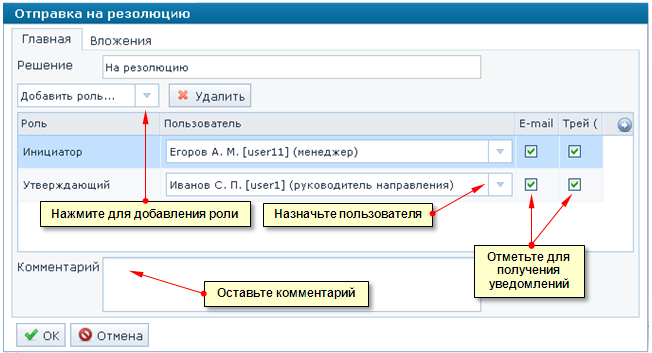 Отправка на резолюцию
Главная
Вложения
Решение
На резолюцию
Добавить роль...
Удалить
Роль
Пользователь
E-mail
Трей (
Инициатор
Егоров А. М. [user11] (менеджер)
Утверждающий
Иванов С. П. [user1] (руководитель направления)
Нажмите для добавления роли
Назначьте пользователя
Отметьте для
получения
уведомлений
Комментарий
Оставьте комментарий
OK
Отмена